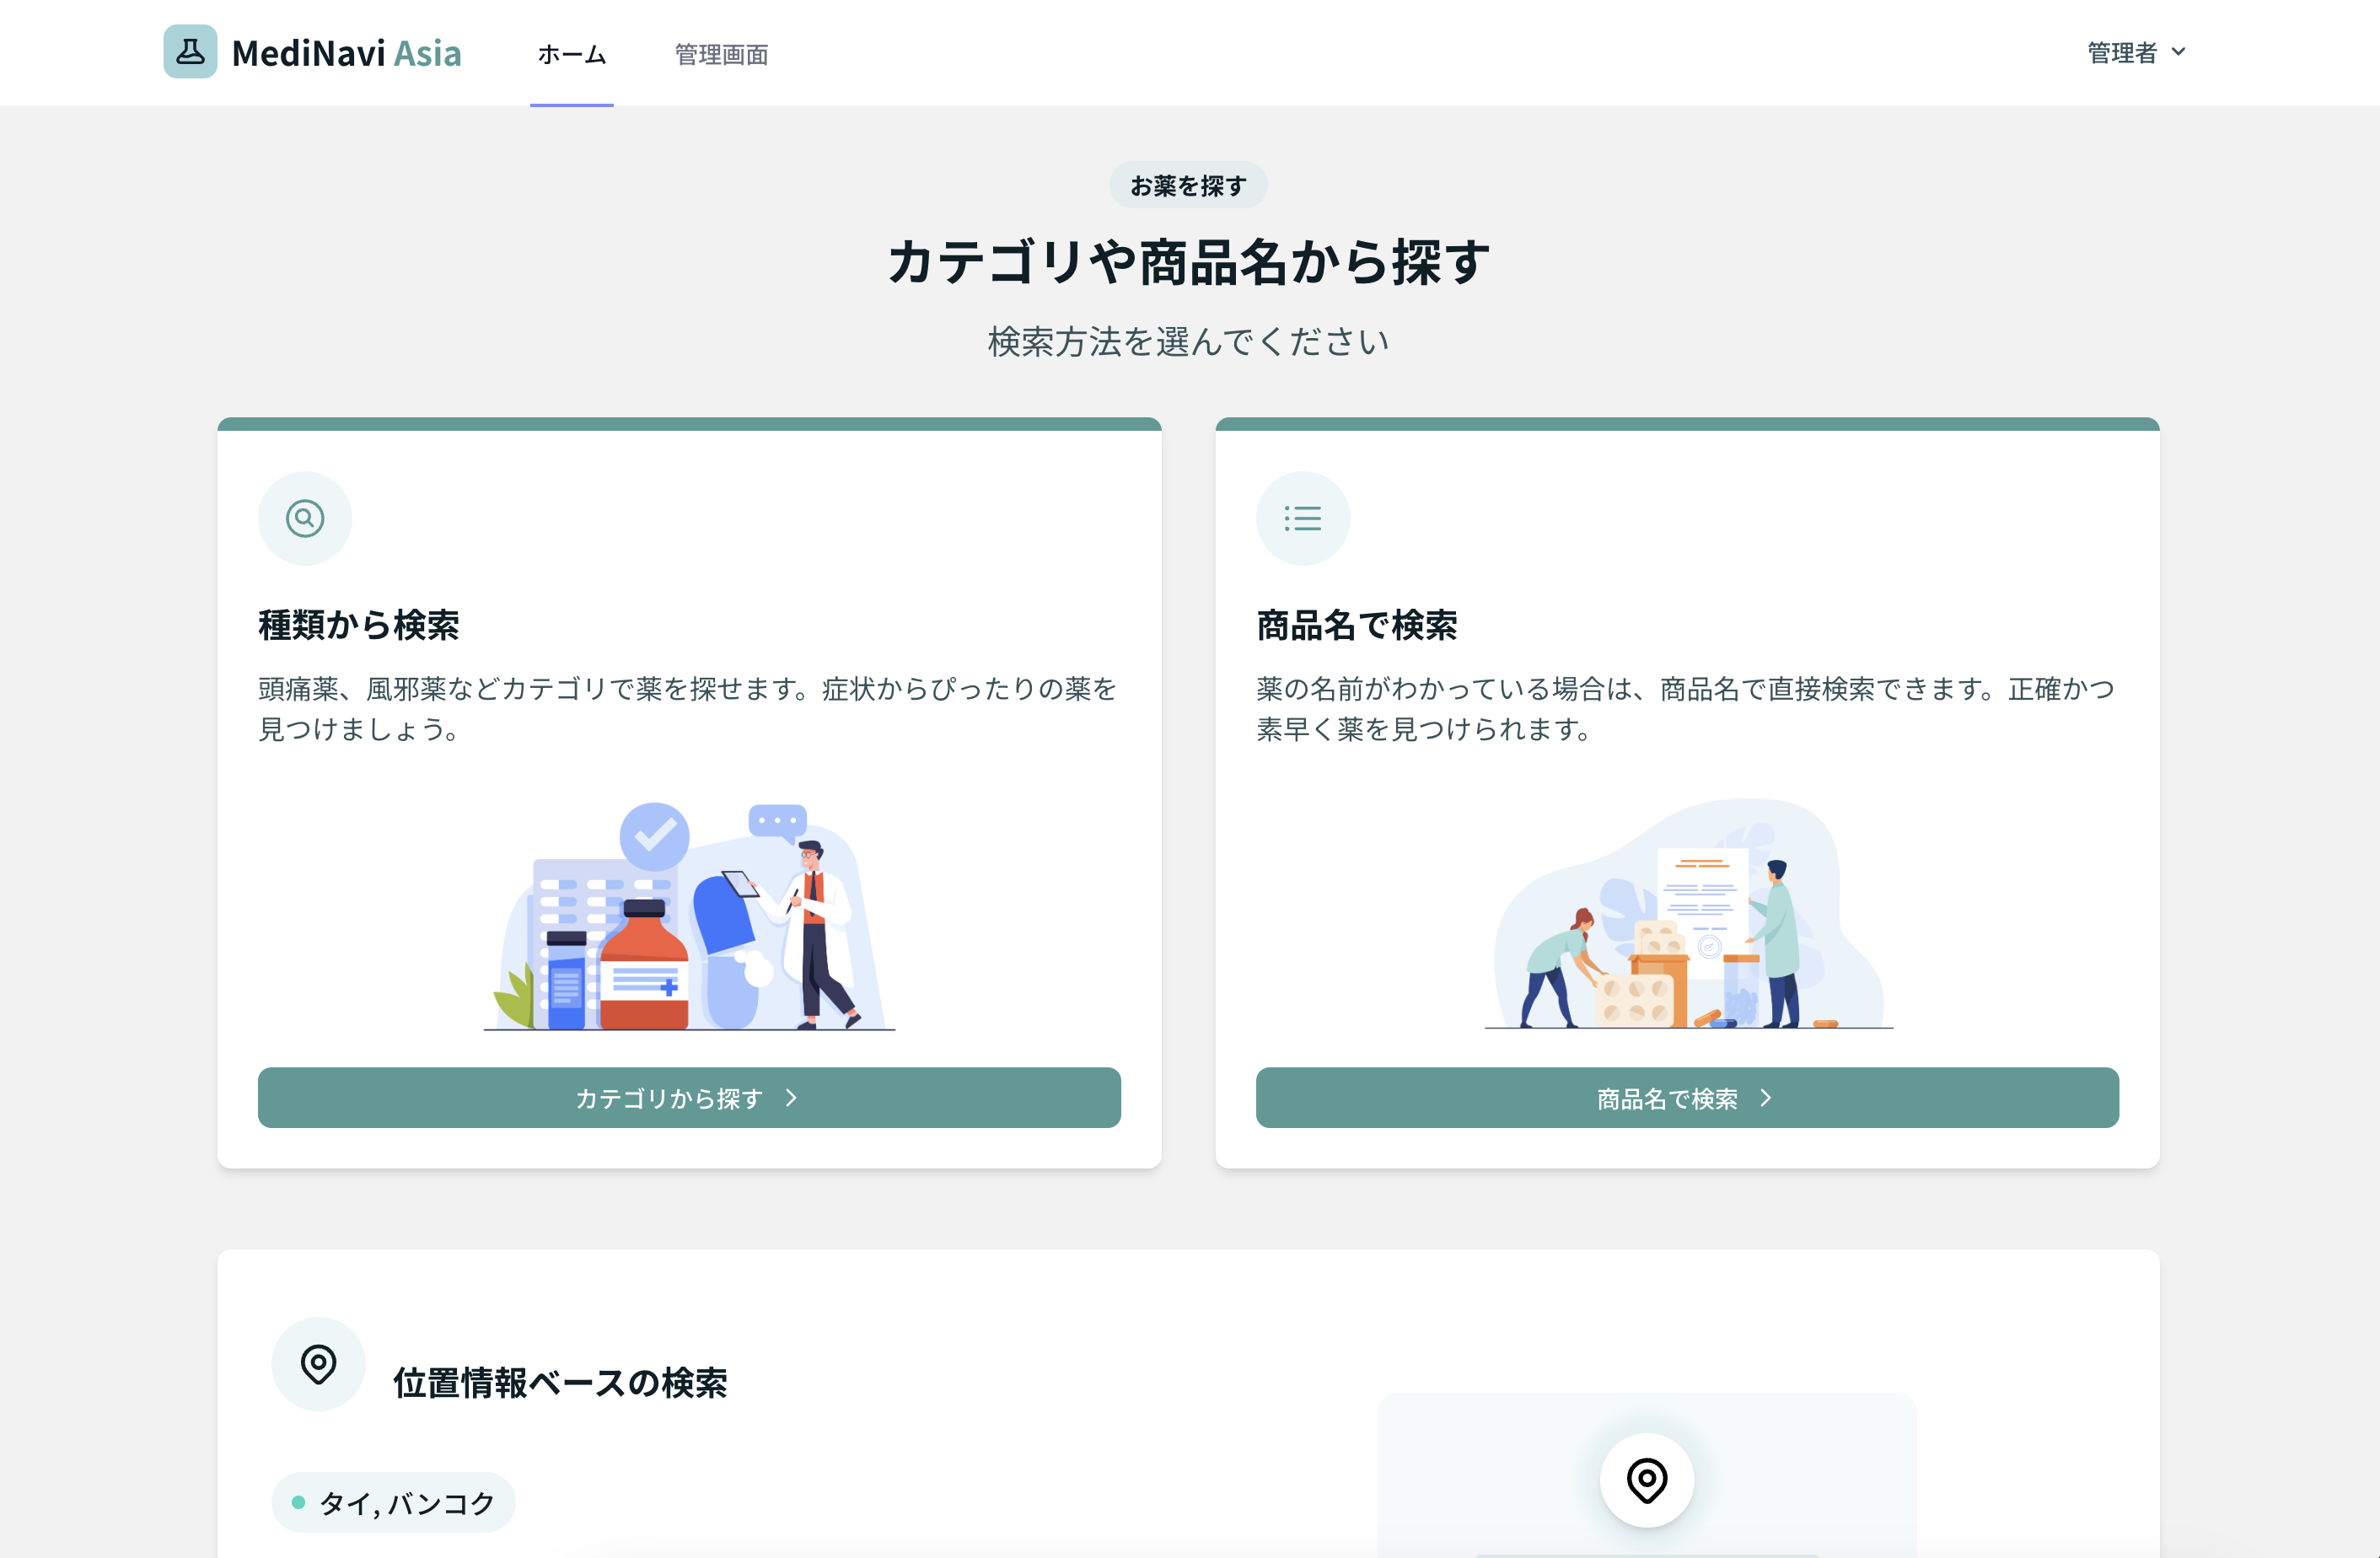 MediNavi Asia
ホーム
管理画面
管理者
お薬を探す
カテゴリや商品名から探す
検索方法を選んでください
種類から検索
頭痛薬、風邪薬などカテゴリで薬を探せます。症状からぴったりの薬を
見つけましょう。
カテゴリから探す
商品名で検索
薬の名前がわかっている場合は、商品名で直接検索できます。正確かつ
素早く薬を見つけられます。
商品名で検索
位置情報ベースの検索
タイ, バンコク